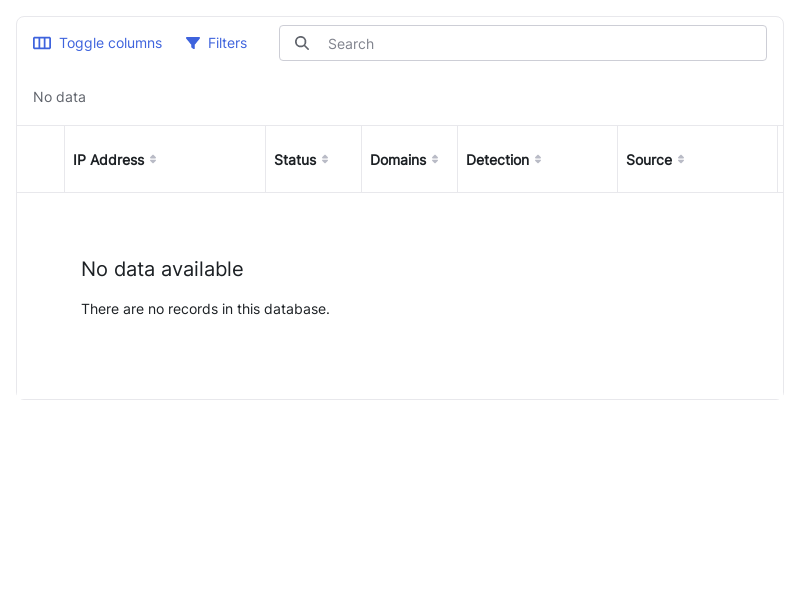 Toggle columns Filters Search
No data
IP Address Status Domains Detection Source
No data available
There are no records in this database.